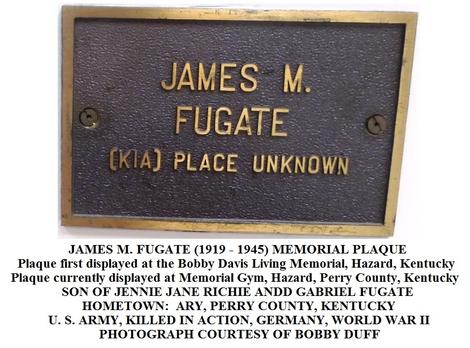 JAMES M.
FUGATE
(KIA) PLACE UNKNOWN
JAMES M. FUGATE (1919 - 1945) MEMORIAL PLAQUE
Plaque first displayed at the Bobby Davis Living Memorial, Hazard, Kentucky
Plaque currently displayed at Memorial Gym, Hazard, Perry County, Kentucky
SON OF JENNIE JANE RICHIE ANDD GABRIEL FUGATE
HOMETOWN: ARY, PERRY COUNTY, KENTUCKY
U. S. ARMY, KILLED IN ACTION, GERMANY, WORLD WAR II
PHOTOGRAPH COURTESY OF BOBBY DUFF